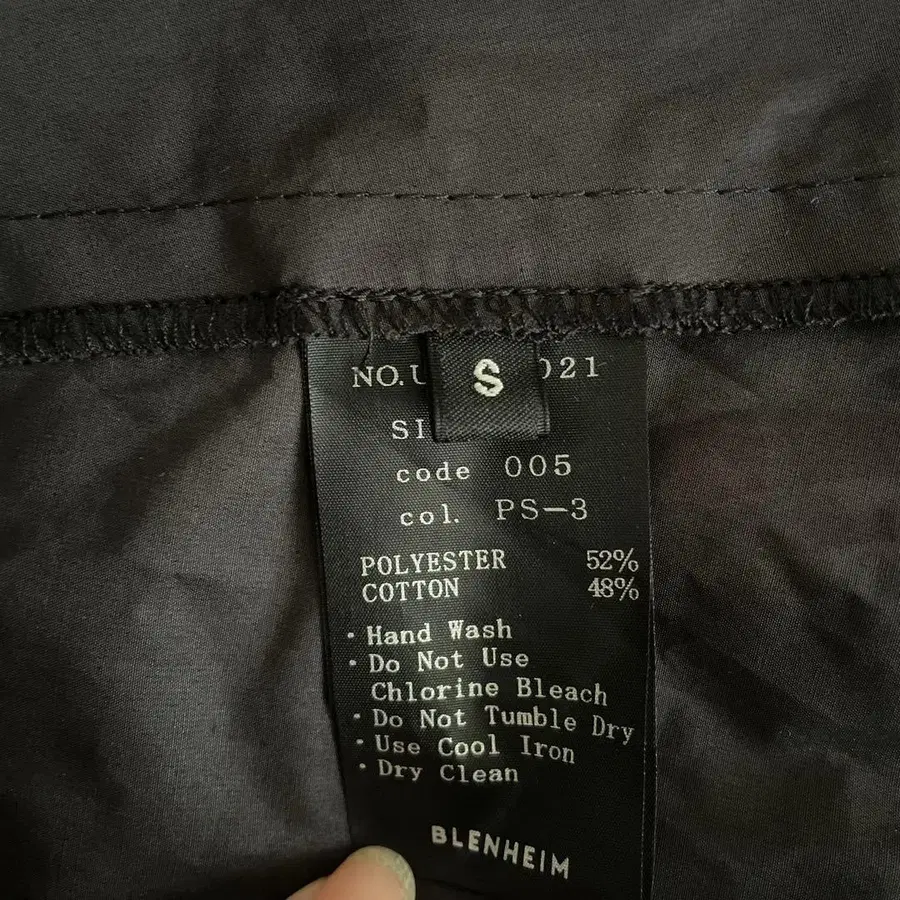 S
NO.
021
code 005
col. PS-3
POLYESTER 52%
COTTON 48%
・Hand Wash
・Do Not Use
Chlorine Bleach
・Do Not Tumble Dry
・Use Cool Iron
・Dry Clean
BLENHEIM